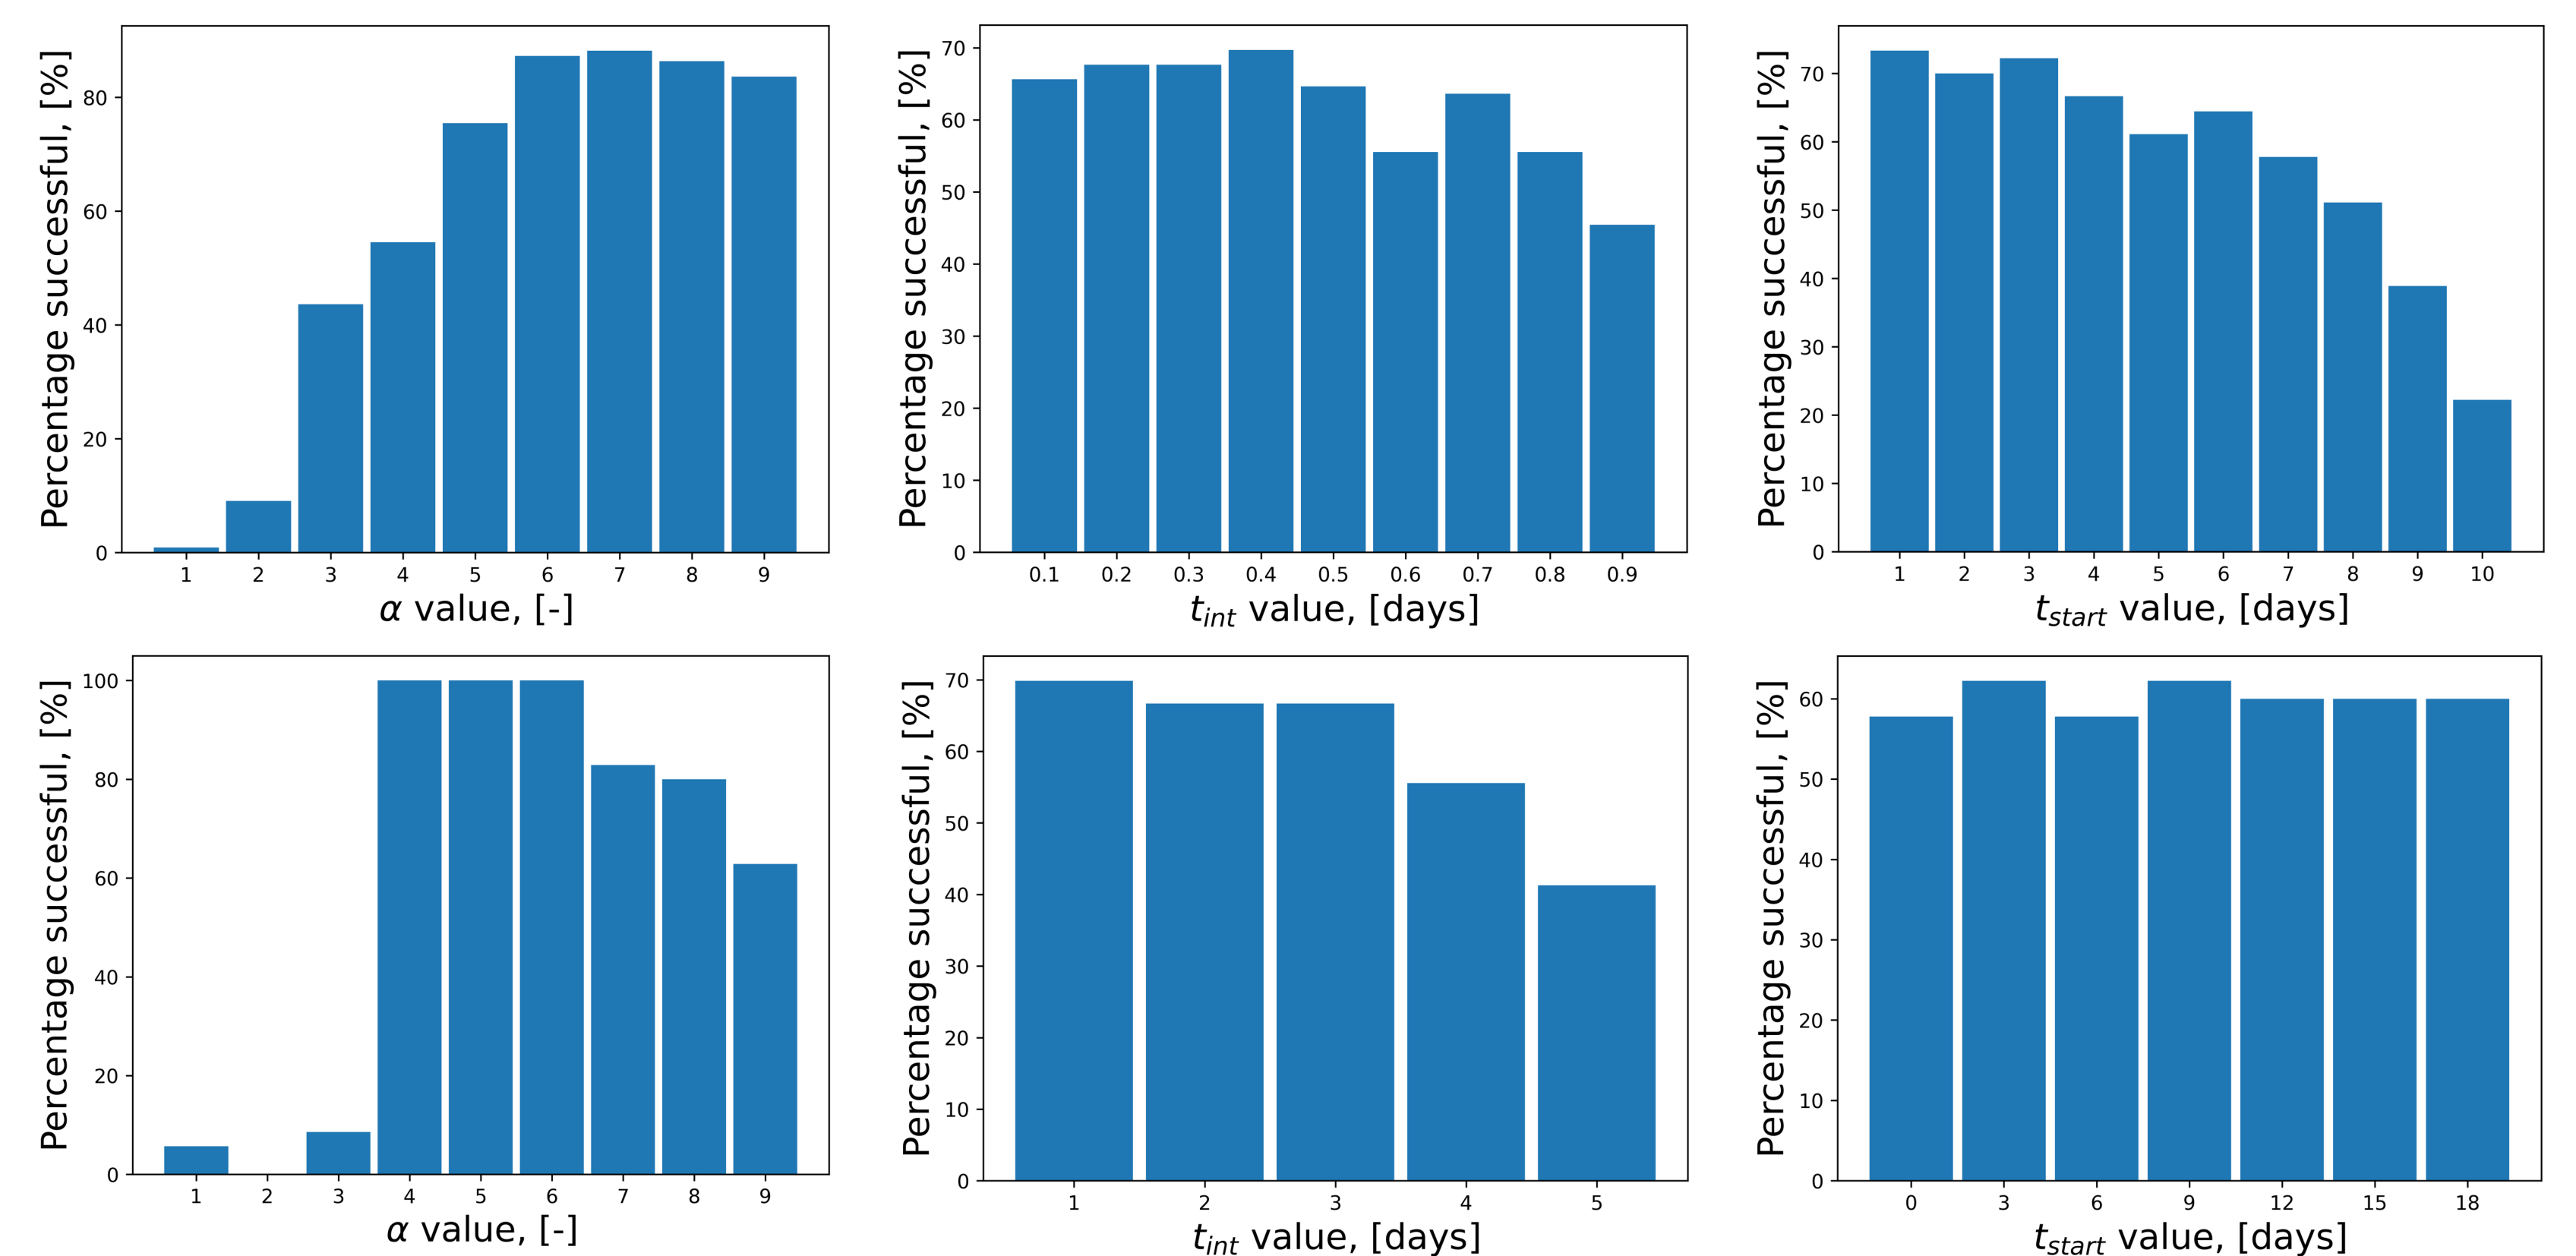 Percentage successful, [%]
80
60
40
20
0
1 2 3 4 5 6 7 8 9
α value, [-]
Percentage successful, [%]
70
60
50
40
30
20
10
0
0.1 0.2 0.3 0.4 0.5 0.6 0.7 0.8 0.9
t_int value, [days]
Percentage successful, [%]
70
60
50
40
30
20
10
0
1 2 3 4 5 6 7 8 9 10
t_start value, [days]
Percentage successful, [%]
100
80
60
40
20
0
1 2 3 4 5 6 7 8 9
α value, [-]
Percentage successful, [%]
70
60
50
40
30
20
10
0
1 2 3 4 5
t_int value, [days]
Percentage successful, [%]
60
50
40
30
20
10
0
0 3 6 9 12 15 18
t_start value, [days]